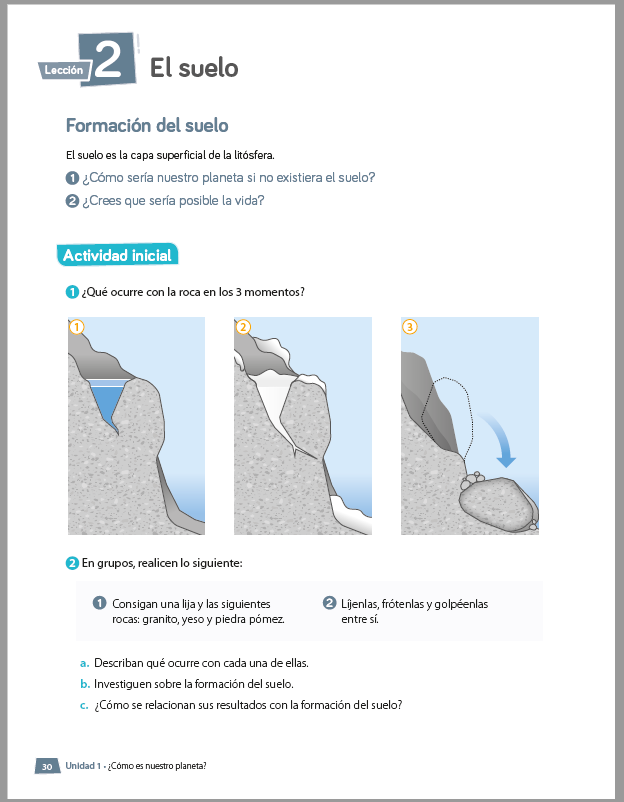 Lección 2 El suelo
Formación del suelo
El suelo es la capa superficial de la litósfera.
1 ¿Cómo sería nuestro planeta si no existiera el suelo?
2 ¿Crees que sería posible la vida?
Actividad inicial
1 ¿Qué ocurre con la roca en los 3 momentos?
1
2
3
2 En grupos, realicen lo siguiente:
1 Consigan una lija y las siguientes
rocas: granito, yeso y piedra pómez.
2 Líjenlas, frótenlas y golpéenlas
entre sí.
a. Describan qué ocurre con cada una de ellas.
b. Investiguen sobre la formación del suelo.
c. ¿Cómo se relacionan sus resultados con la formación del suelo?
30 Unidad 1 • ¿Cómo es nuestro planeta?